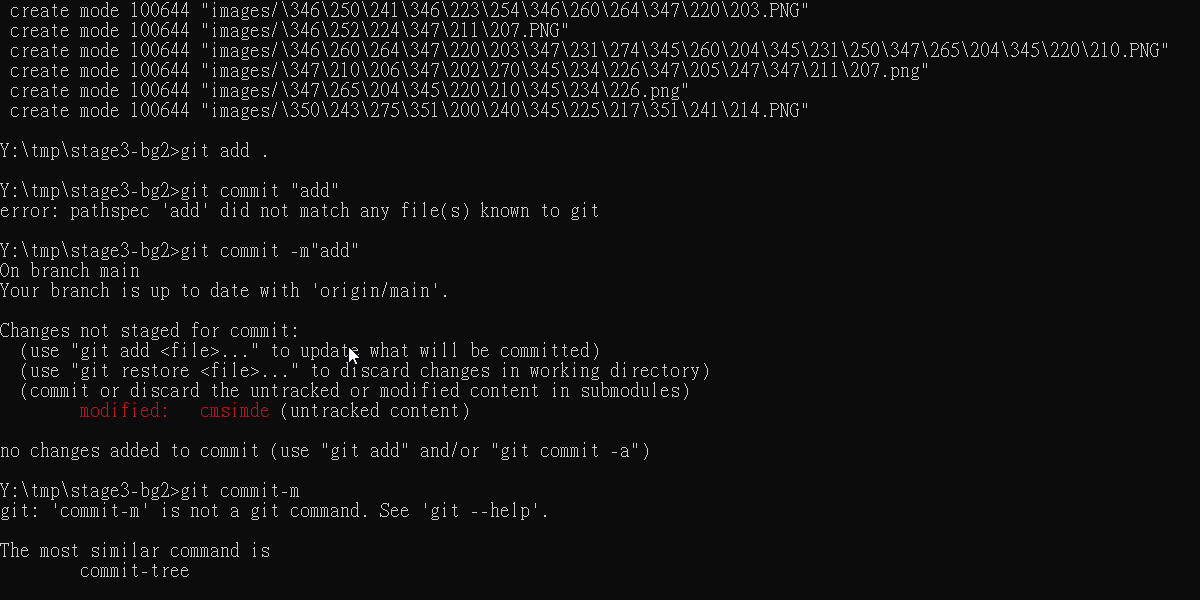 create mode 100644 "images/\346\250\241\346\223\254\346\260\264\347\220\203.PNG"
create mode 100644 "images/\346\252\224\347\211\207.PNG"
create mode 100644 "images/\346\260\264\347\220\203\347\231\274\345\260\204\345\231\250\347\265\204\345\220\210.PNG"
create mode 100644 "images/\347\210\206\347\202\270\345\234\226\347\205\247\347\211\207.png"
create mode 100644 "images/\347\265\204\345\220\210\345\234\226.png"
create mode 100644 "images/\350\243\275\351\200\240\345\225\217\351\241\214.PNG"
Y:\tmp\stage3-bg2>git add .
Y:\tmp\stage3-bg2>git commit "add"
error: pathspec 'add' did not match any file(s) known to git
Y:\tmp\stage3-bg2>git commit -m"add"
On branch main
Your branch is up to date with 'origin/main'.
Changes not staged for commit:
(use "git add <file>..." to update what will be committed)
(use "git restore <file>..." to discard changes in working directory)
(commit or discard the untracked or modified content in submodules)
modified: cmsimde (untracked content)
no changes added to commit (use "git add" and/or "git commit -a")
Y:\tmp\stage3-bg2>git commit-m
git: 'commit-m' is not a git command. See 'git --help'.
The most similar command is
commit-tree